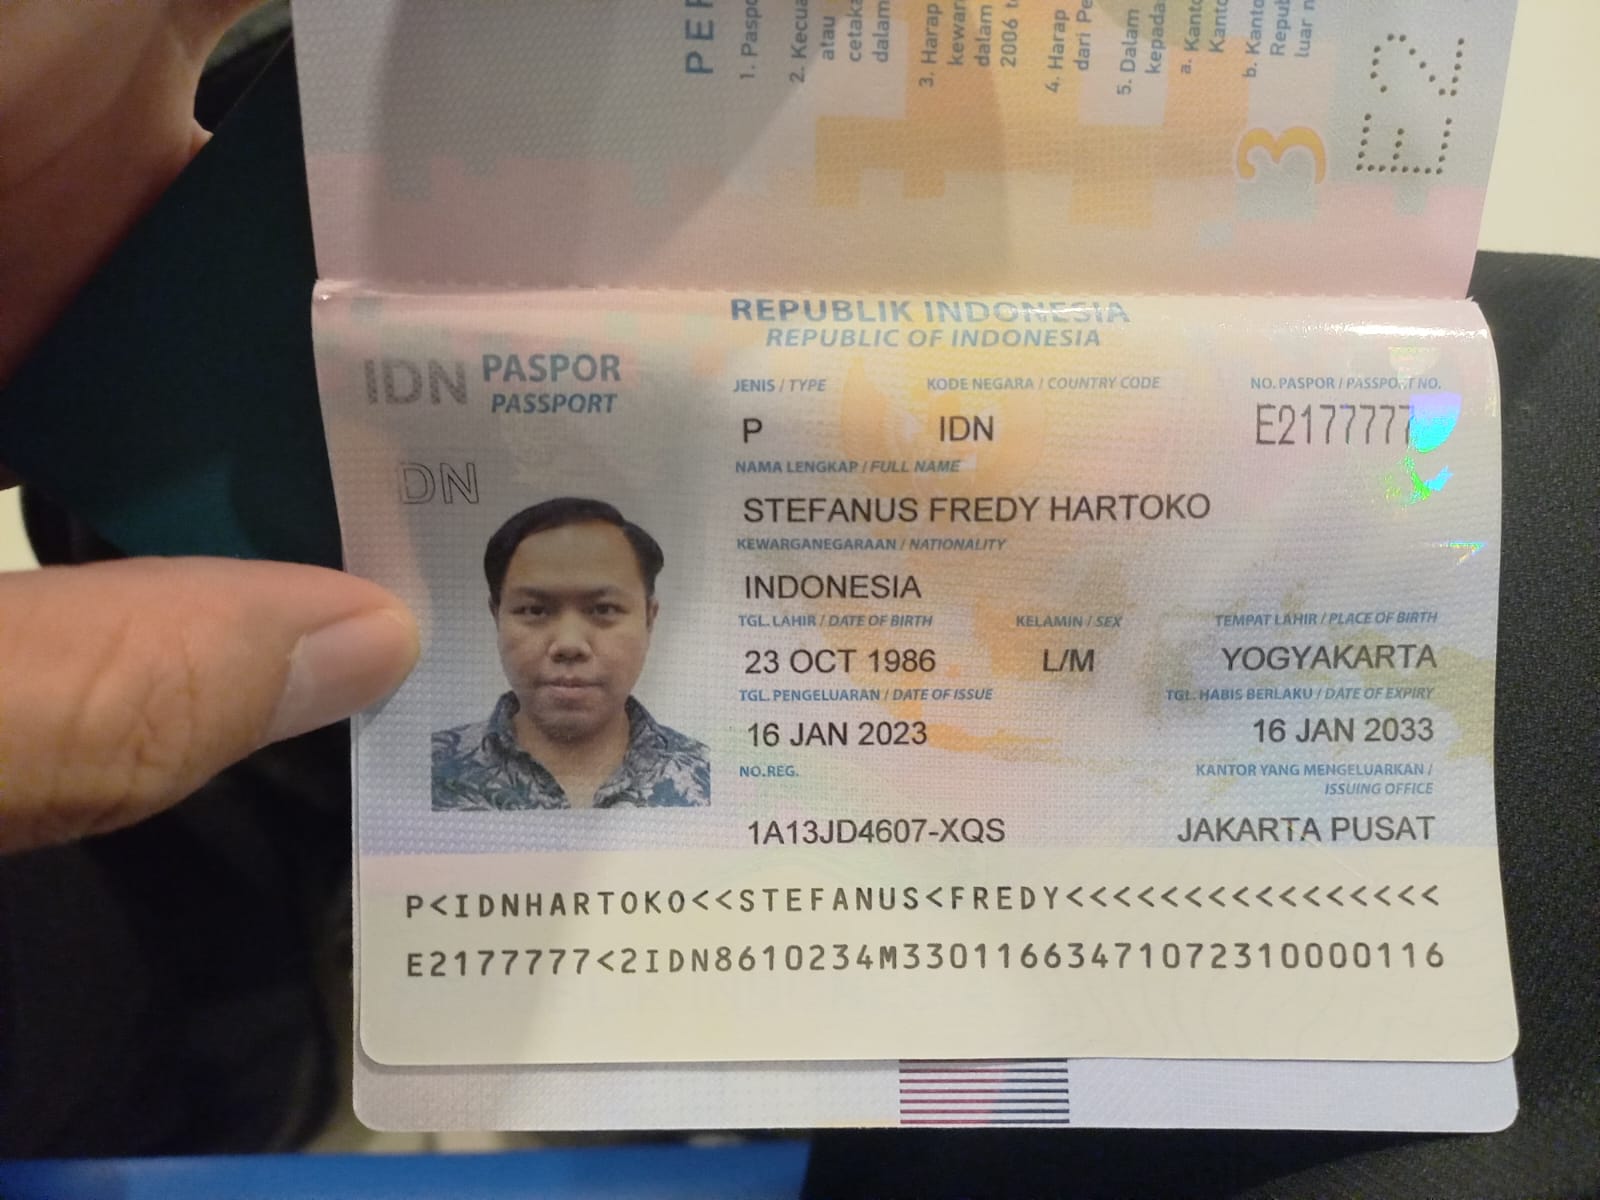 PER
1. Paspo
2. Kecua
atau
cetaka
dalam
3. Harap
kewar
dalam
2006 t
4. Harap
dari Pe
5. Dalam
kepada
a. Kanto
Kanto
b. Kanto
Repub
luar n
3
E2
REPUBLIK INDONESIA
REPUBLIC OF INDONESIA
IDN PASPOR
PASSPORT
JENIS / TYPE KODE NEGARA / COUNTRY CODE NO. PASPOR / PASSPORT NO.
P IDN E2177777
DN
NAMA LENGKAP / FULL NAME
STEFANUS FREDY HARTOKO
KEWARGANEGARAAN / NATIONALITY
INDONESIA
TGL. LAHIR / DATE OF BIRTH KELAMIN / SEX TEMPAT LAHIR / PLACE OF BIRTH
23 OCT 1986 L/M YOGYAKARTA
TGL. PENGELUARAN / DATE OF ISSUE TGL. HABIS BERLAKU / DATE OF EXPIRY
16 JAN 2023 16 JAN 2033
NO.REG. KANTOR YANG MENGELUARKAN /
ISSUING OFFICE
1A13JD4607-XQS JAKARTA PUSAT
P<IDNHARTOKO<<STEFANUS<FREDY<<<<<<<<<<<<<<<<
E2177777<2IDN8610234M33011663471072310000116